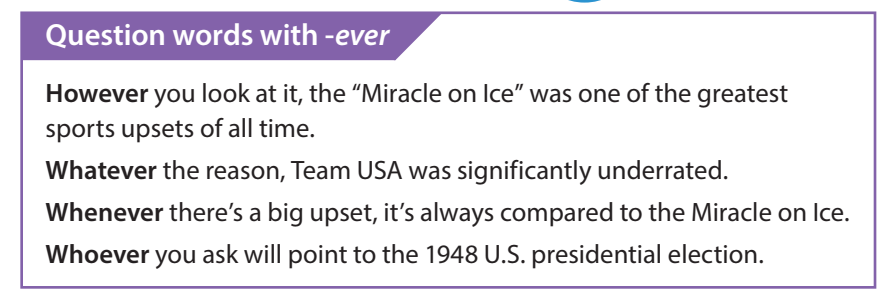 Question words with -ever
However you look at it, the “Miracle on Ice” was one of the greatest
sports upsets of all time.
Whatever the reason, Team USA was significantly underrated.
Whenever there’s a big upset, it’s always compared to the Miracle on Ice.
Whoever you ask will point to the 1948 U.S. presidential election.